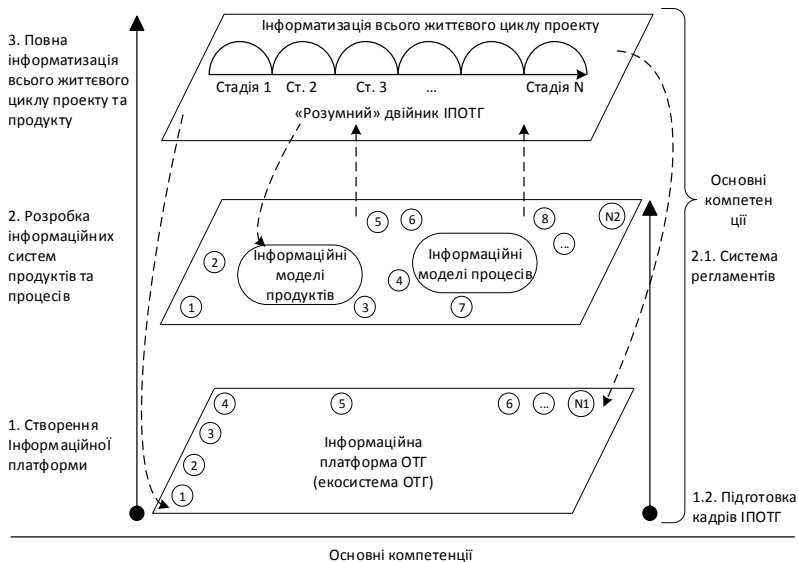 3. Повна
інформатизація
всього життєвого
циклу проекту та
продукту
Інформатизація всього життєвого циклу проекту
Стадія 1 Ст. 2 Ст. 3 ... Стадія N
«Розумний» двійник ІПОТГ
2. Розробка
інформаційних
систем
продуктів та
процесів
1
2
Інформаційні
моделі
продуктів
3
4
5
6
Інформаційні
моделі процесів
7
8
...
N2
Основні
компетен
ції
2.1. Система
регламентів
1. Створення
Інформаційної
платформи
1
2
3
4
5
6
...
N1
Інформаційна
платформа ОТГ
(екосистема ОТГ)
1.2. Підготовка
кадрів ІПОТГ
Основні компетенції